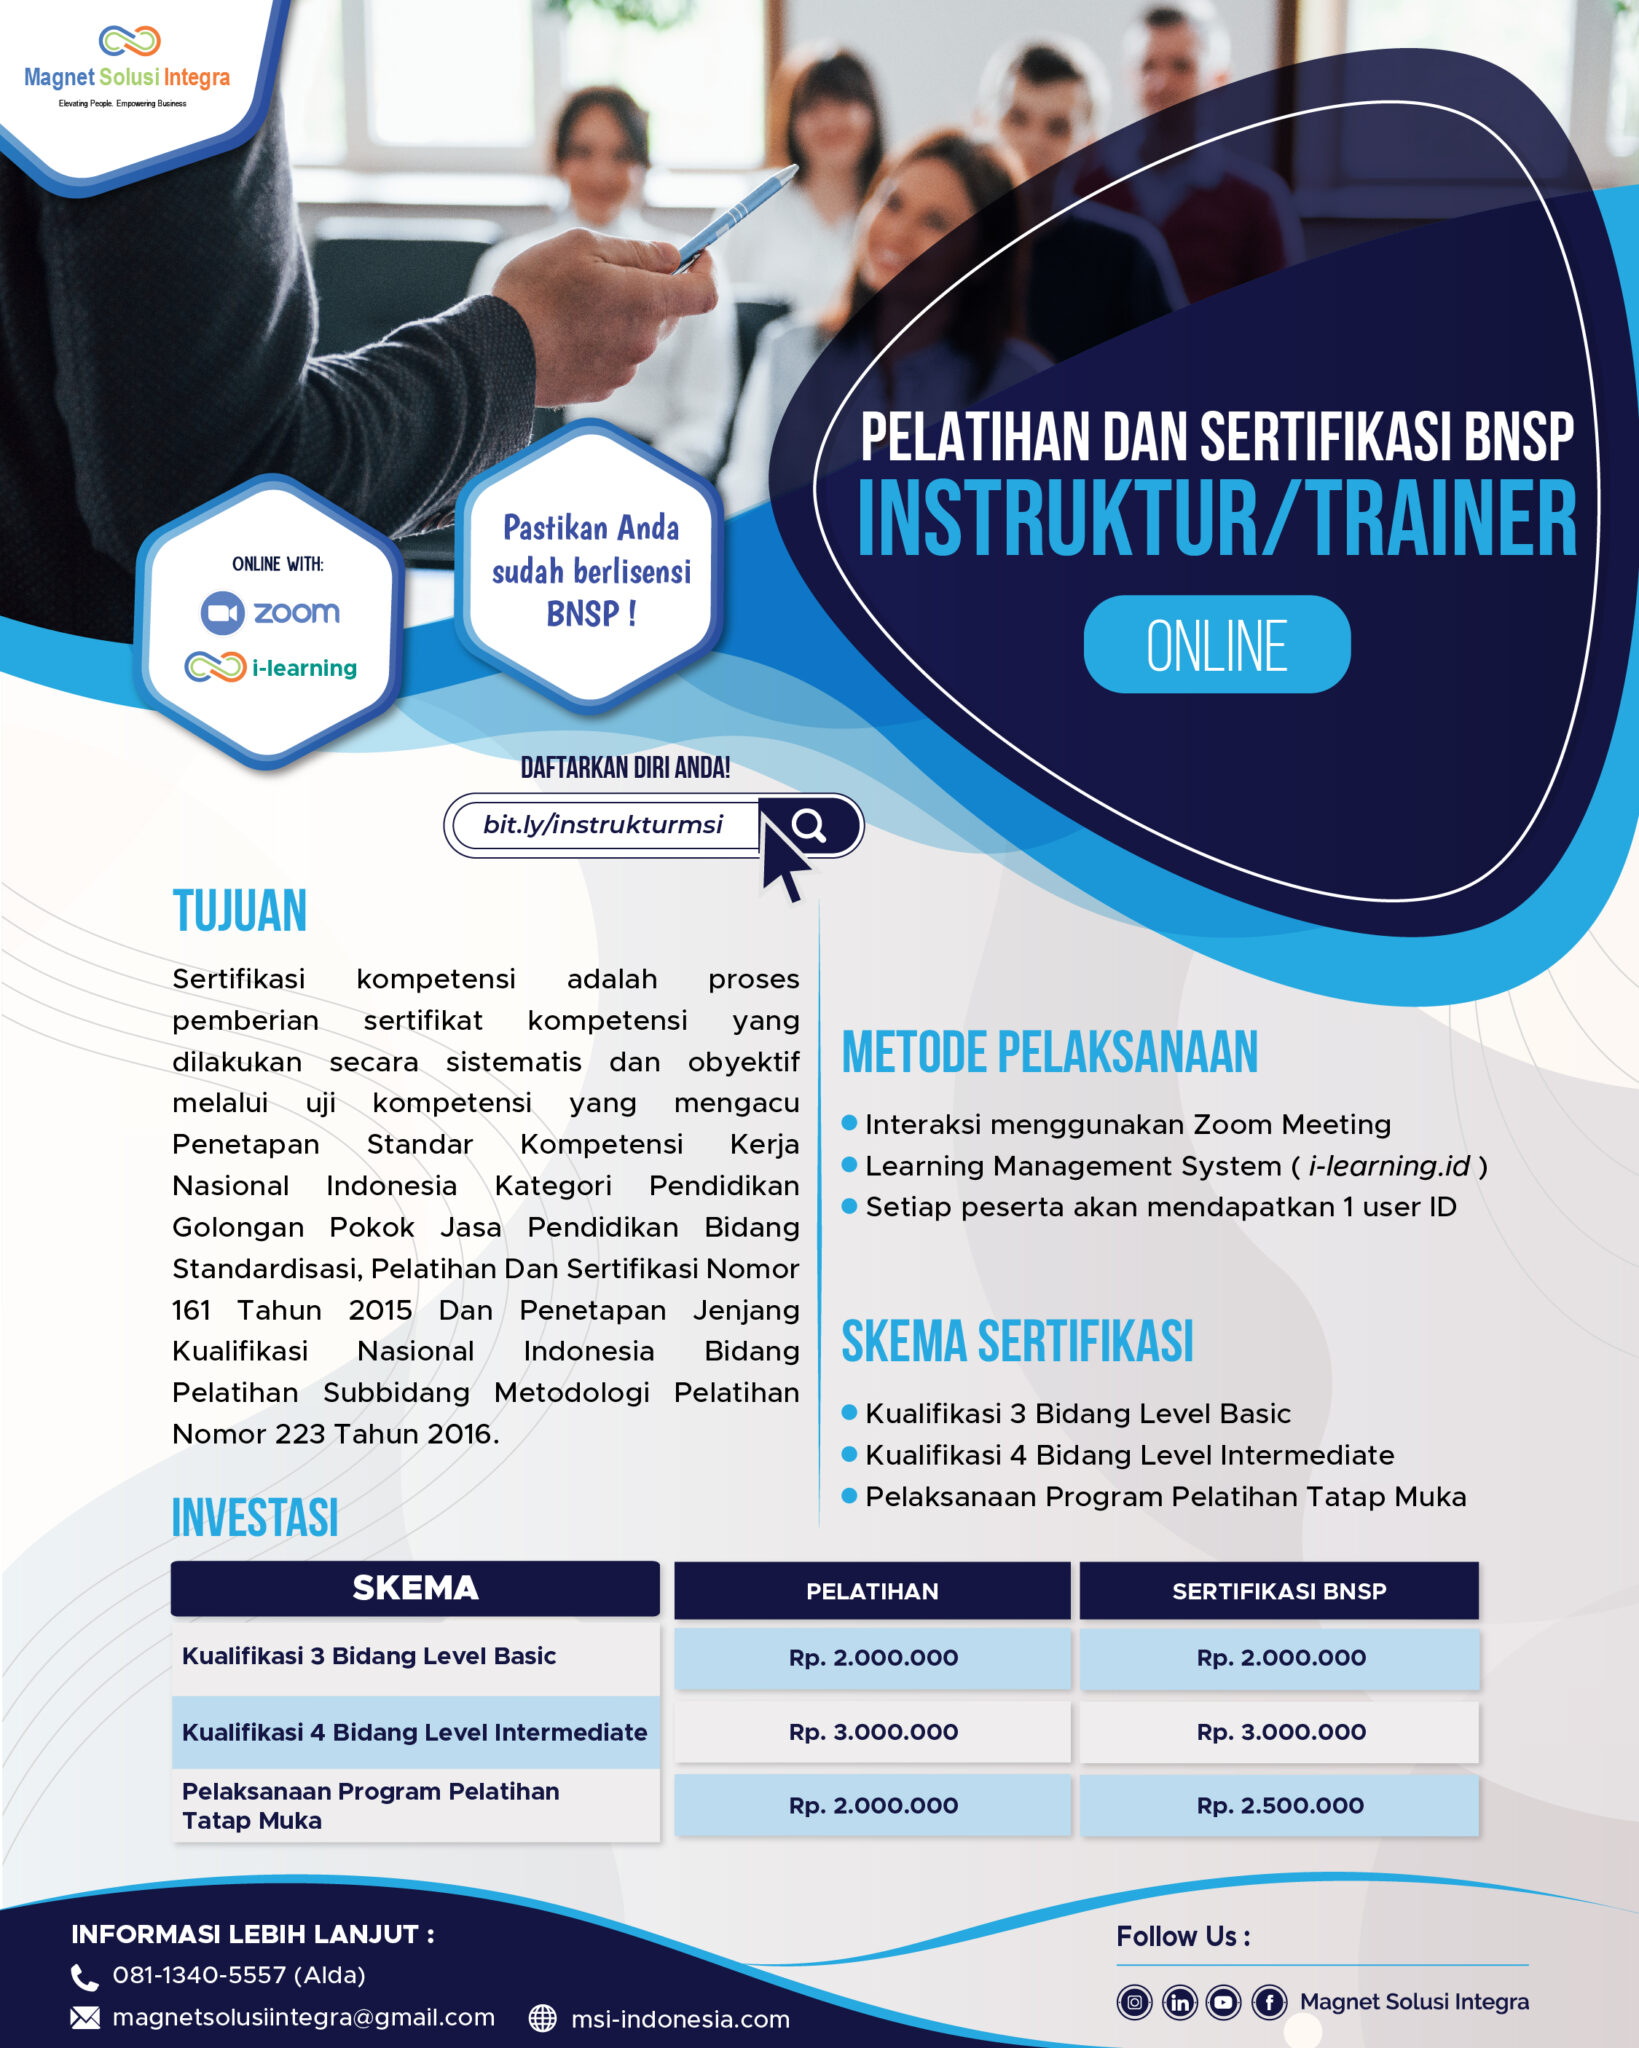 Magnet Solusi Integra
Elevating People. Empowering Business
PELATIHAN DAN SERTIFIKASI BNSP
INSTRUKTUR/TRAINER
ONLINE
ONLINE WITH:
zoom
i-learning
Pastikan Anda
sudah berlisensi
BNSP !
DAFTARKAN DIRI ANDA!
bit.ly/instrukturmsi
TUJUAN
Sertifikasi kompetensi adalah proses
pemberian sertifikat kompetensi yang
dilakukan secara sistematis dan obyektif
melalui uji kompetensi yang mengacu
Penetapan Standar Kompetensi Kerja
Nasional Indonesia Kategori Pendidikan
Golongan Pokok Jasa Pendidikan Bidang
Standardisasi, Pelatihan Dan Sertifikasi Nomor
161 Tahun 2015 Dan Penetapan Jenjang
Kualifikasi Nasional Indonesia Bidang
Pelatihan Subbidang Metodologi Pelatihan
Nomor 223 Tahun 2016.
METODE PELAKSANAAN
Interaksi menggunakan Zoom Meeting
Learning Management System ( i-learning.id )
Setiap peserta akan mendapatkan 1 user ID
SKEMA SERTIFIKASI
Kualifikasi 3 Bidang Level Basic
Kualifikasi 4 Bidang Level Intermediate
Pelaksanaan Program Pelatihan Tatap Muka
INVESTASI
SKEMA PELATIHAN SERTIFIKASI BNSP
Kualifikasi 3 Bidang Level Basic Rp. 2.000.000 Rp. 2.000.000
Kualifikasi 4 Bidang Level Intermediate Rp. 3.000.000 Rp. 3.000.000
Pelaksanaan Program Pelatihan
Tatap Muka Rp. 2.000.000 Rp. 2.500.000
INFORMASI LEBIH LANJUT :
081-1340-5557 (Alda)
magnetsolusiintegra@gmail.com msi-indonesia.com
Follow Us :
Magnet Solusi Integra